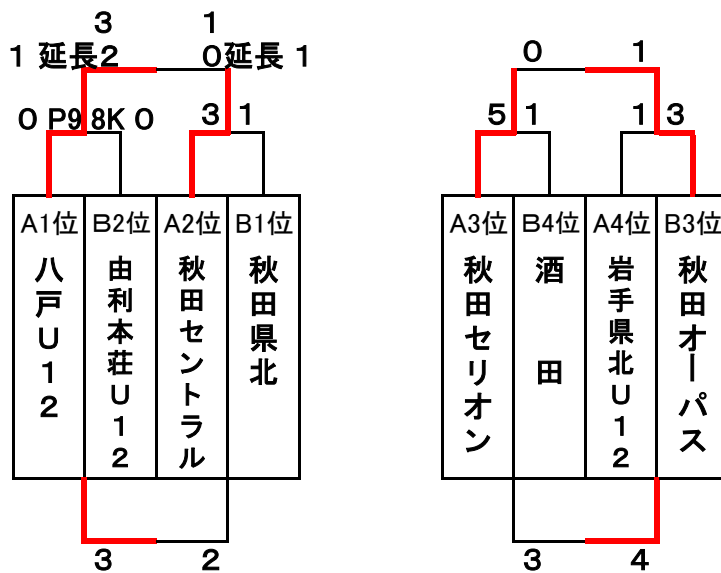 3 1
1 延長2 0延長 1
0 P9 8K 0 3 1
A1位 B2位 A2位 B1位
八戸U12
由利本荘U12
秋田セントラル
秋田県北
3 2
0 1
5 1 1 3
A3位 B4位 A4位 B3位
秋田セリオン
酒田
岩手県北U12
秋田オーパス
3 4